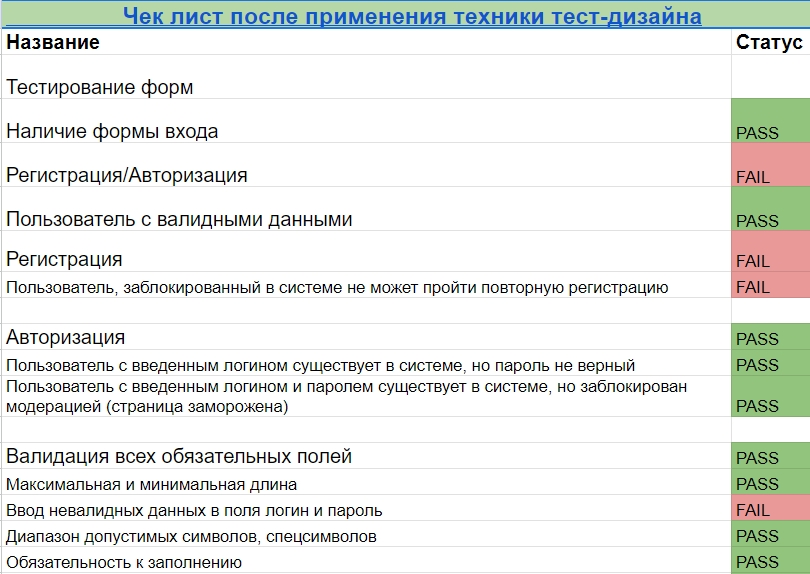 Чек лист после применения техники тест-дизайна
Название Статус
Тестирование форм
Наличие формы входа PASS
Регистрация/Авторизация FAIL
Пользователь с валидными данными PASS
Регистрация FAIL
Пользователь, заблокированный в системе не может пройти повторную регистрацию FAIL
Авторизация PASS
Пользователь с введенным логином существует в системе, но пароль не верный PASS
Пользователь с введенным логином и паролем существует в системе, но заблокирован
модерацией (страница заморожена) PASS
Валидация всех обязательных полей PASS
Максимальная и минимальная длина PASS
Ввод невалидных данных в поля логин и пароль FAIL
Диапазон допустимых символов, спецсимволов PASS
Обязательность к заполнению PASS